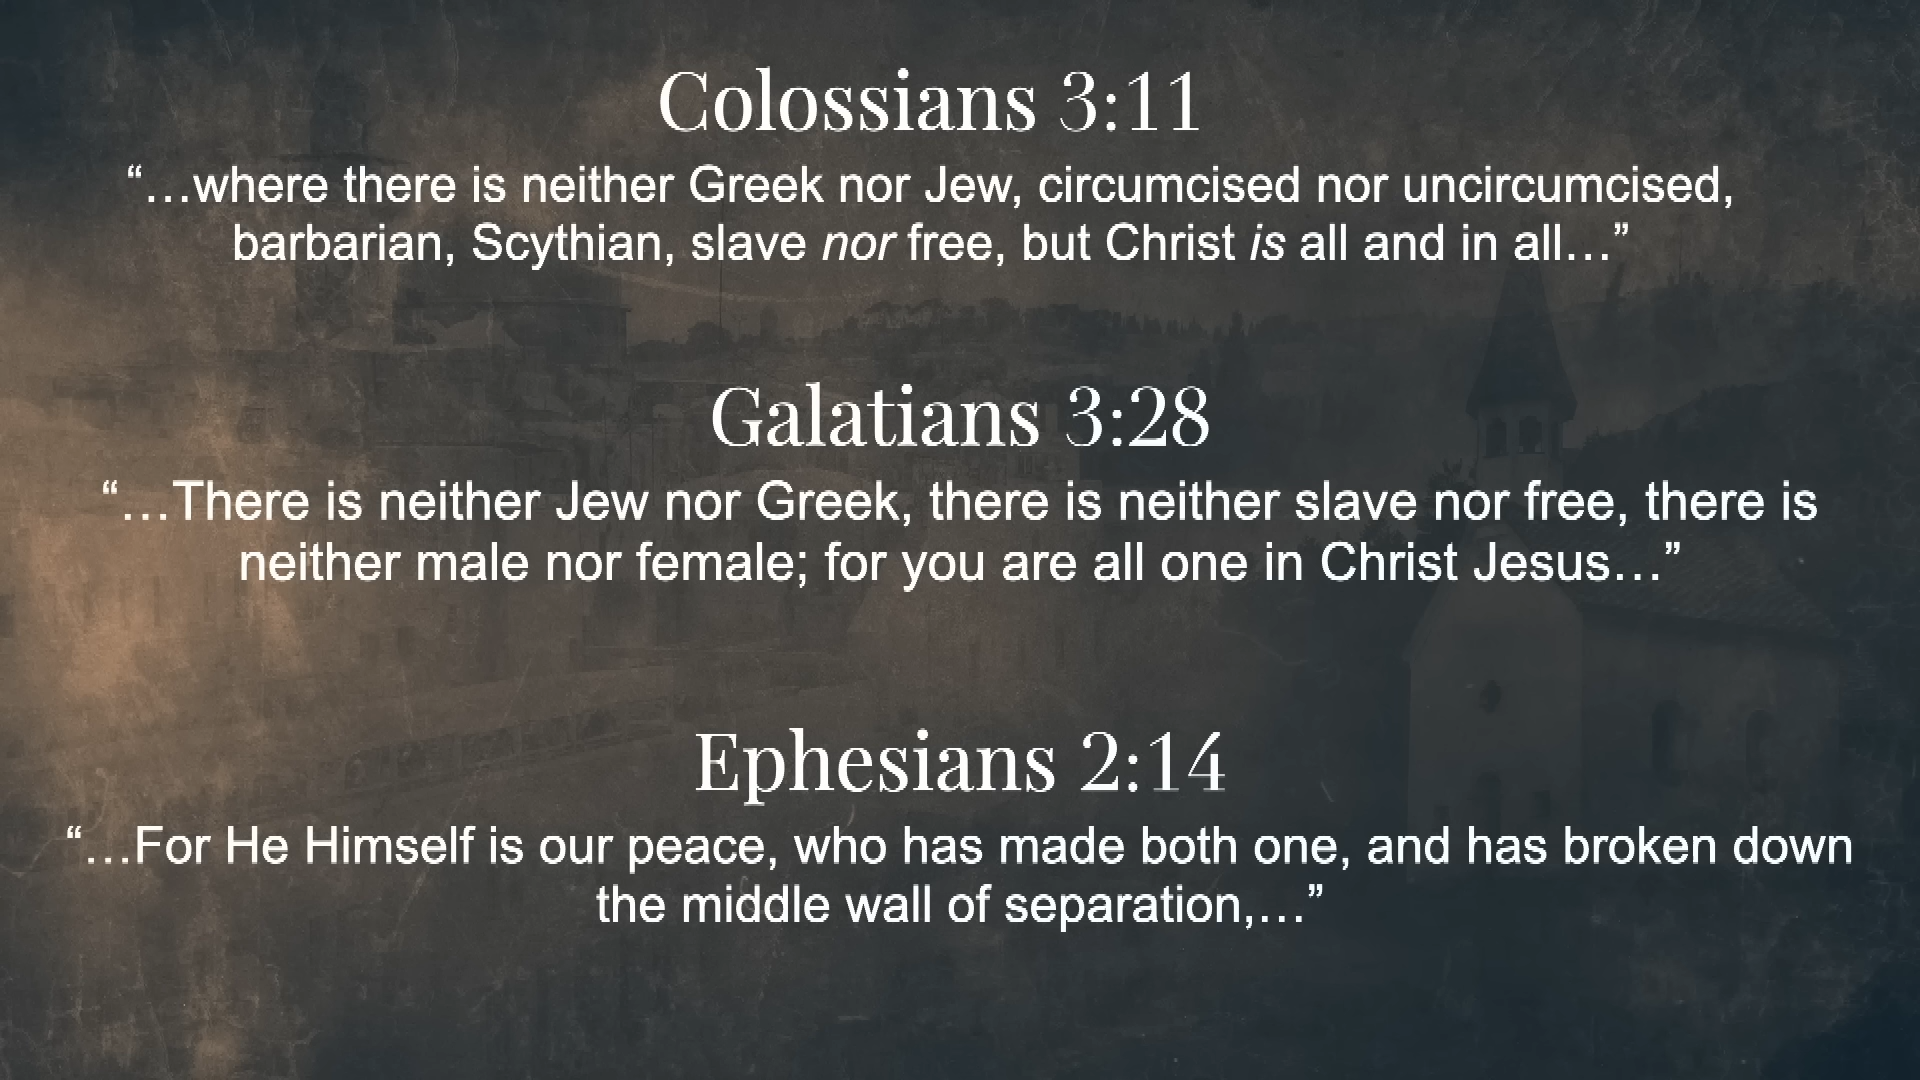 Colossians 3:11
“…where there is neither Greek nor Jew, circumcised nor uncircumcised,
barbarian, Scythian, slave nor free, but Christ is all and in all…”
Galatians 3:28
“…There is neither Jew nor Greek, there is neither slave nor free, there is
neither male nor female; for you are all one in Christ Jesus…”
Ephesians 2:14
“…For He Himself is our peace, who has made both one, and has broken down
the middle wall of separation,…”